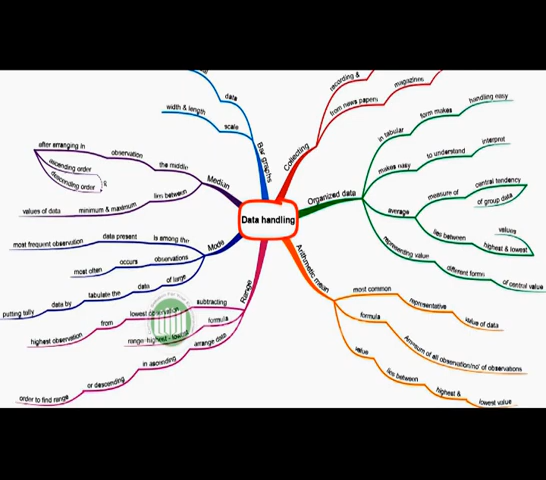 Data handling
Collecting
recording &
from news paperi
magazines
Organized data
in tabular
form makes
handling easy
makes easy
to understand
interpret
average
measure of
central tendency
of group data
lies between
values
highest & lowest
representing value
different forms
of central value
Arithmetic mean
most common
representative
value of data
formula
of all observation/no' of observations
value
lies between
highest &
lowest value
Range
subtracting
lowest observation
from
highest observation
formula
range=highest - lowest
arrange data
in ascending
or descending
order to find range
Mode
is among the
data present
most frequent observation
observations
occurs
most often
of large
data
tabulate the
data by
putting tally
Median
the middle
observation
after arranging in
ascending order
descending order
lies between
minimum & maximum
values of data
Bar graphs
data
scale
width & length